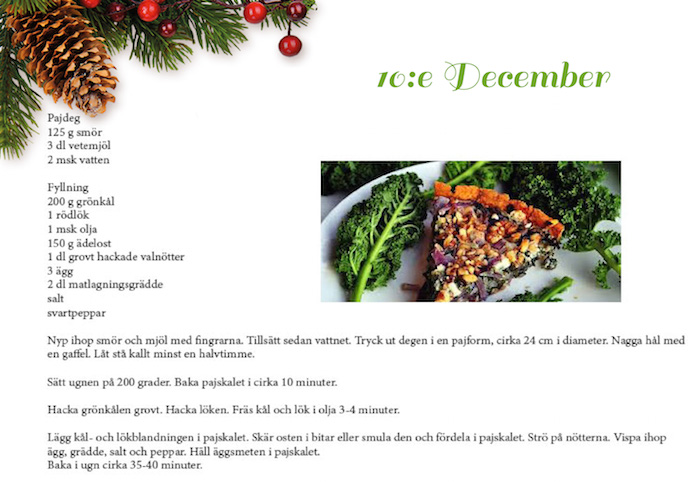 10:e December
Pajdeg
125 g smör
3 dl vetemjöl
2 msk vatten
Fyllning
200 g grönkål
1 rödlök
1 msk olja
150 g ädelost
1 dl grovt hackade valnötter
3 ägg
2 dl matlagningsgrädde
salt
svartpeppar
Nyp ihop smör och mjöl med fingrarna. Tillsätt sedan vattnet. Tryck ut degen i en pajform, cirka 24 cm i diameter. Nagga hål med
en gaffel. Låt stå kallt minst en halvtimme.
Sätt ugnen på 200 grader. Baka pajskalet i cirka 10 minuter.
Hacka grönkålen grovt. Hacka löken. Fräs kål och lök i olja 3-4 minuter.
Lägg kål- och lökblandningen i pajskalet. Skär osten i bitar eller smula den och fördela i pajskalet. Strö på nötterna. Vispa ihop
ägg, grädde, salt och peppar. Häll äggsmeten i pajskalet.
Baka i ugn cirka 35-40 minuter.